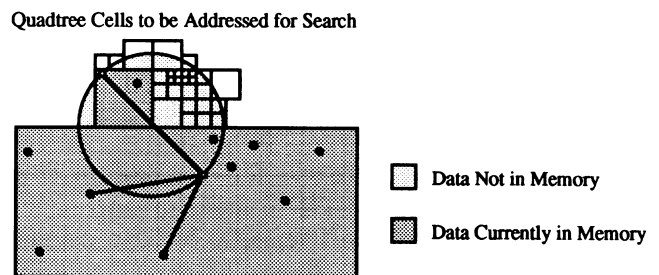 Quadtree Cells to be Addressed for Search
Data Not in Memory
Data Currently in Memory